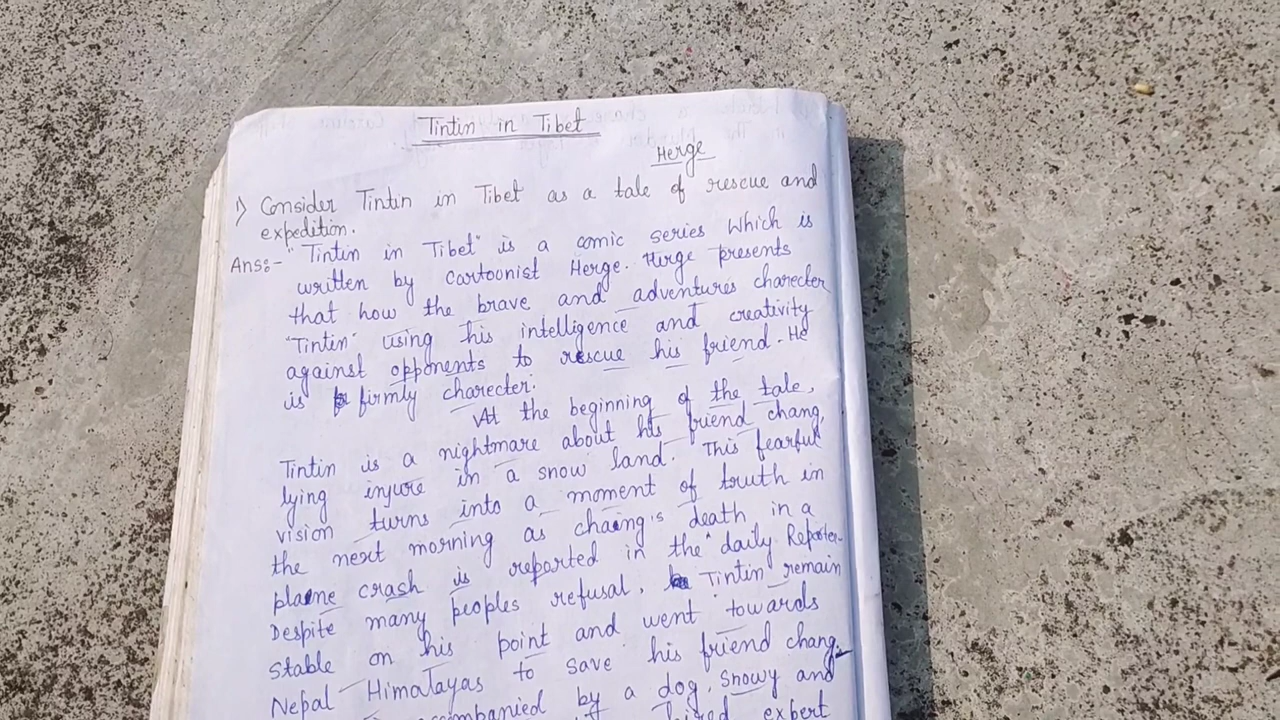 Tintin in Tibet
Herge
1) Consider Tintin in Tibet as a tale of rescue and
expedition.
Ans:- "Tintin in Tibet" is a comic series which is
written by cartoonist Herge. Herge presents
that how the brave and adventures charecter
"Tintin" using his intelligence and creativity
against opponents to rescue his friend. He
is firmly charecter.
At the beginning of the tale,
Tintin is a nightmare about his friend chang,
lying injure in a snow land. This fearful
vision turns into a moment of truth in
the next morning as chang's death in a
plane crash is reported in the "daily Reporter
Despite many peoples refusal, Tintin remain
stable on his point and went towards
Nepal Himalayas to save his friend chang.
accompanied by a dog, snowy and
expert